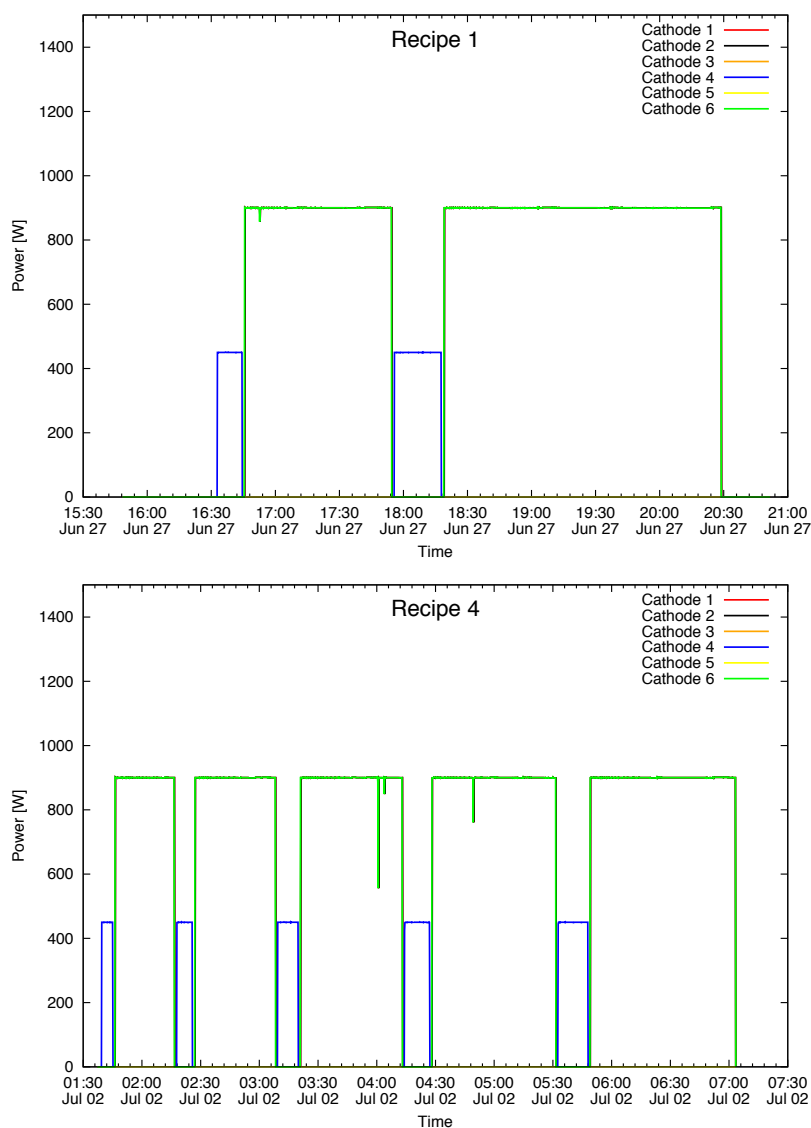 Recipe 1
Cathode 1
Cathode 2
Cathode 3
Cathode 4
Cathode 5
Cathode 6
1400
1200
1000
800
600
400
200
0
Power [W]
15:30 16:00 16:30 17:00 17:30 18:00 18:30 19:00 19:30 20:00 20:30 21:00
Jun 27 Jun 27 Jun 27 Jun 27 Jun 27 Jun 27 Jun 27 Jun 27 Jun 27 Jun 27 Jun 27 Jun 27
Time
Recipe 4
Cathode 1
Cathode 2
Cathode 3
Cathode 4
Cathode 5
Cathode 6
1400
1200
1000
800
600
400
200
0
Power [W]
01:30 02:00 02:30 03:00 03:30 04:00 04:30 05:00 05:30 06:00 06:30 07:00 07:30
Jul 02 Jul 02 Jul 02 Jul 02 Jul 02 Jul 02 Jul 02 Jul 02 Jul 02 Jul 02 Jul 02 Jul 02 Jul 02
Time